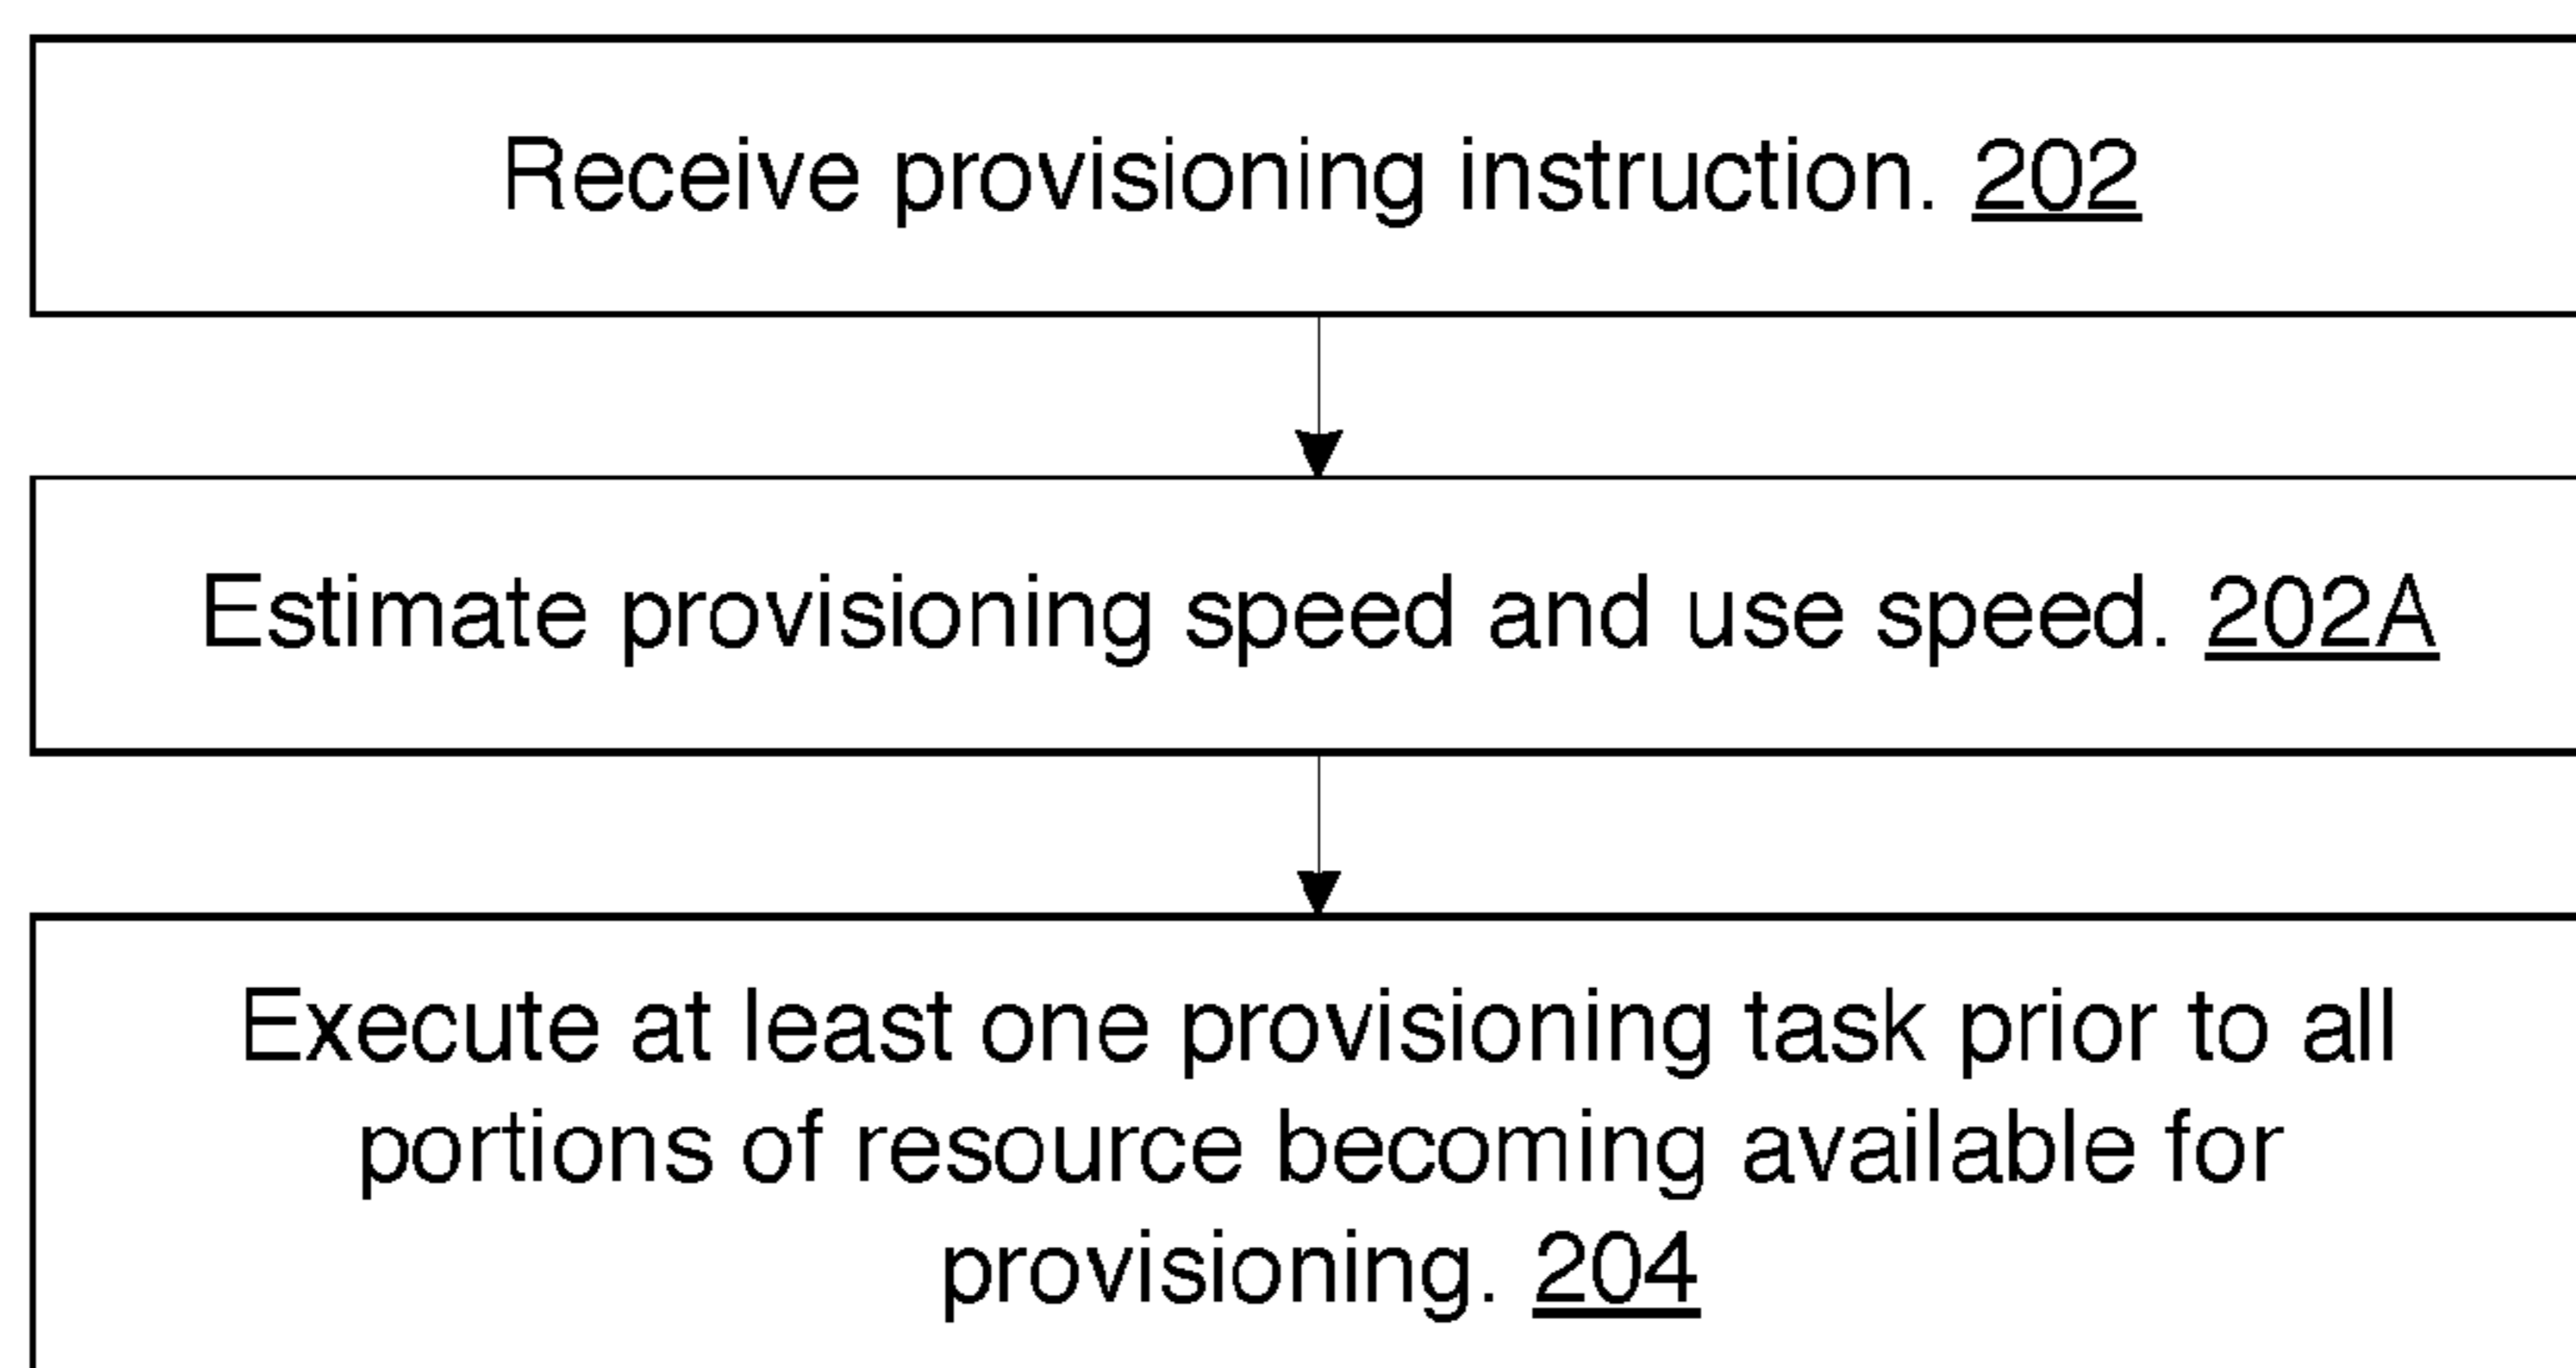 Receive provisioning instruction. 202
Estimate provisioning speed and use speed. 202A
Execute at least one provisioning task prior to all
portions of resource becoming available for
provisioning. 204